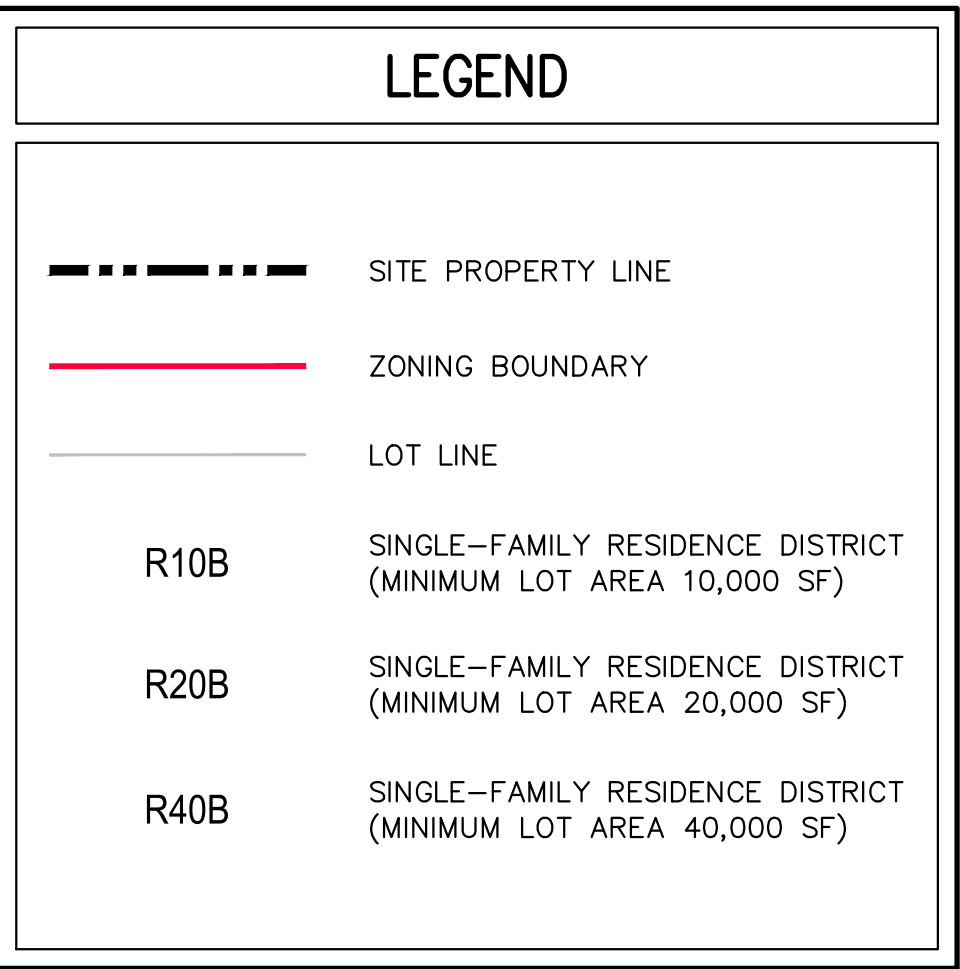 LEGEND
SITE PROPERTY LINE
ZONING BOUNDARY
LOT LINE
R10B
SINGLE-FAMILY RESIDENCE DISTRICT
(MINIMUM LOT AREA 10,000 SF)
R20B
SINGLE-FAMILY RESIDENCE DISTRICT
(MINIMUM LOT AREA 20,000 SF)
R40B
SINGLE-FAMILY RESIDENCE DISTRICT
(MINIMUM LOT AREA 40,000 SF)